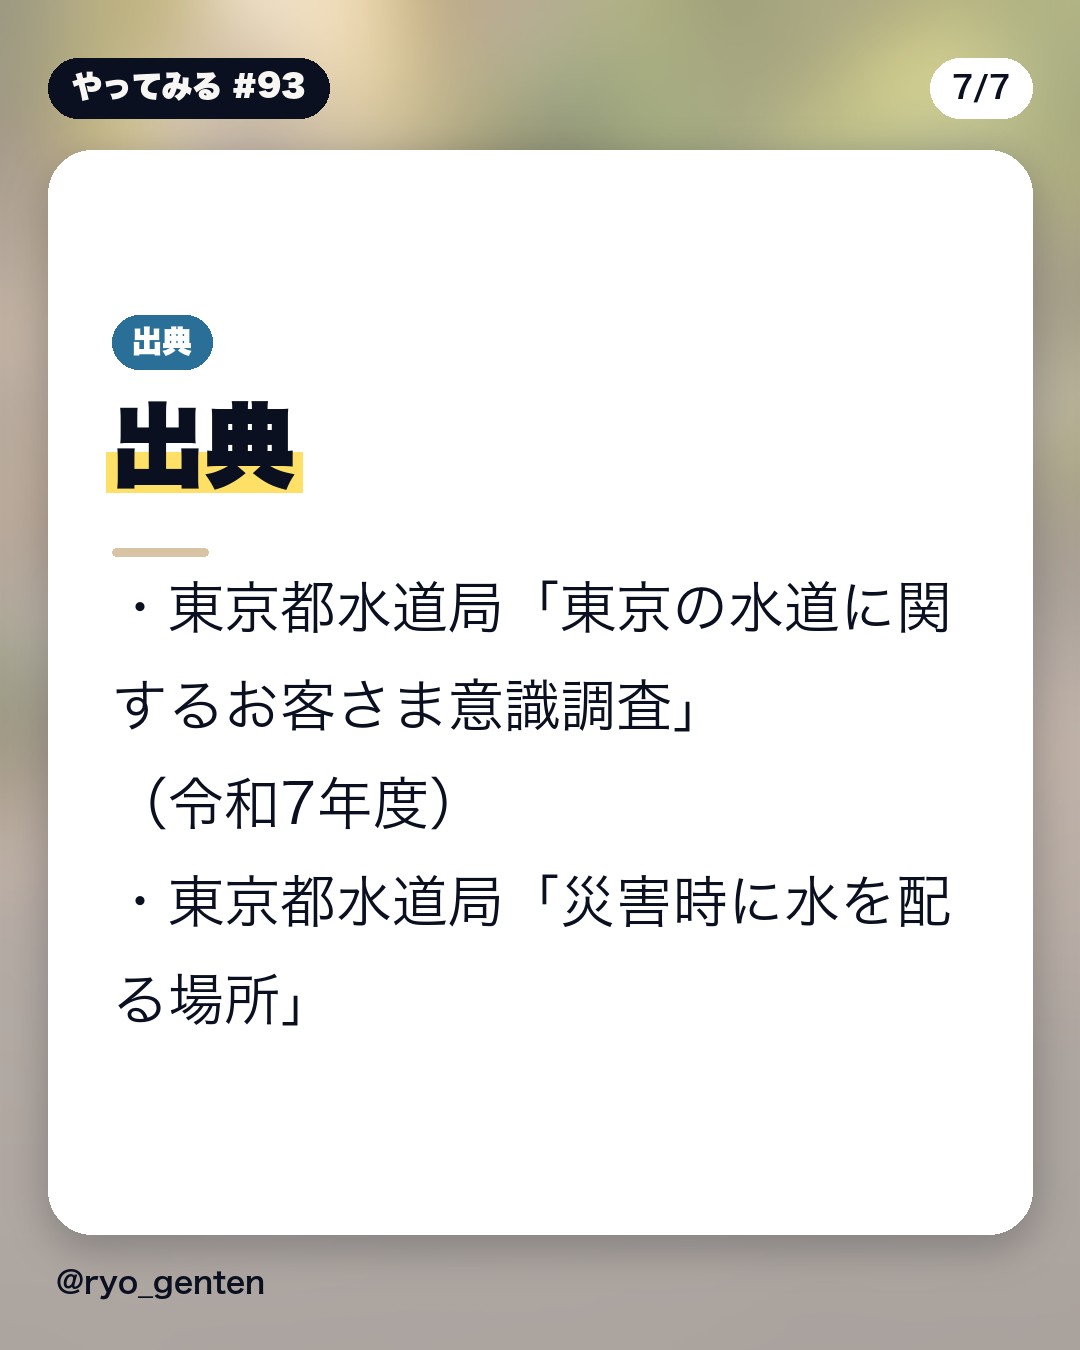 やってみる #93
7/7
出典
出典
・東京都水道局「東京の水道に関
するお客さま意識調査」
（令和7年度）
・東京都水道局「災害時に水を配
る場所」
@ryo_genten